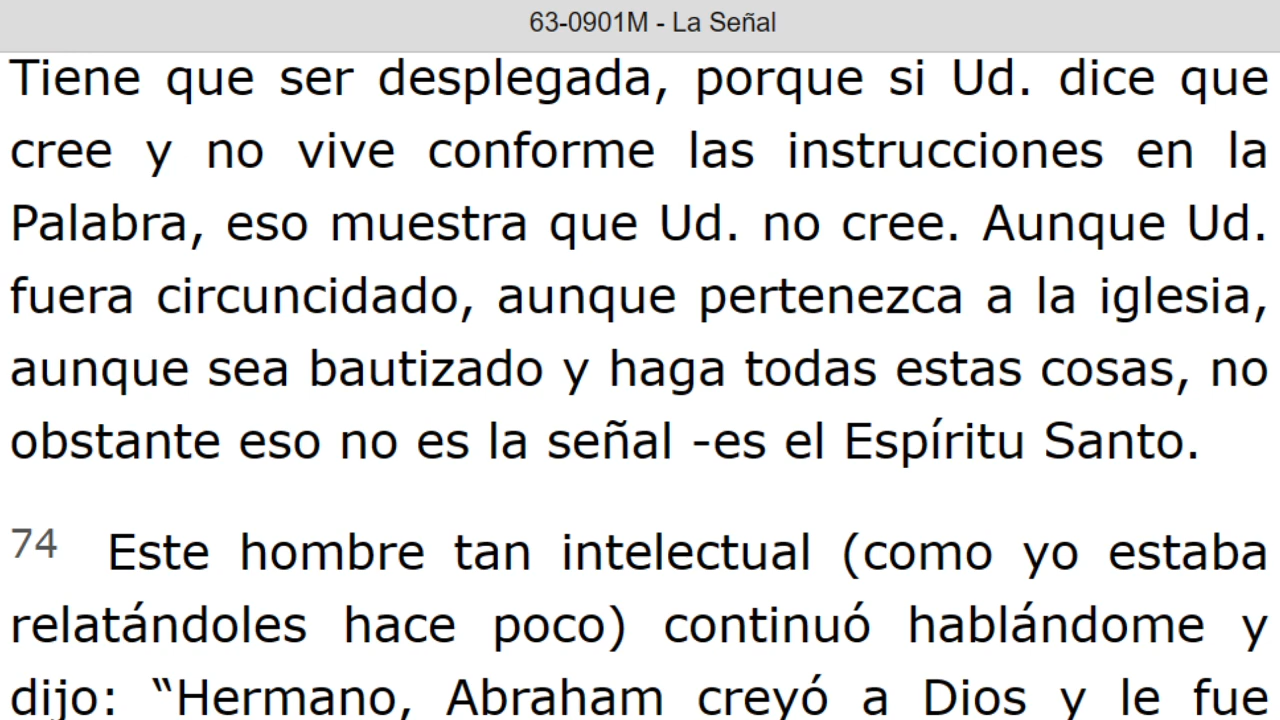 63-0901M - La Señal
Tiene que ser desplegada, porque si Ud. dice que
cree y no vive conforme las instrucciones en la
Palabra, eso muestra que Ud. no cree. Aunque Ud.
fuera circuncidado, aunque pertenezca a la iglesia,
aunque sea bautizado y haga todas estas cosas, no
obstante eso no es la señal -es el Espíritu Santo.
74 Este hombre tan intelectual (como yo estaba
relatándoles hace poco) continuó hablándome y
dijo: “Hermano, Abraham creyó a Dios y le fue